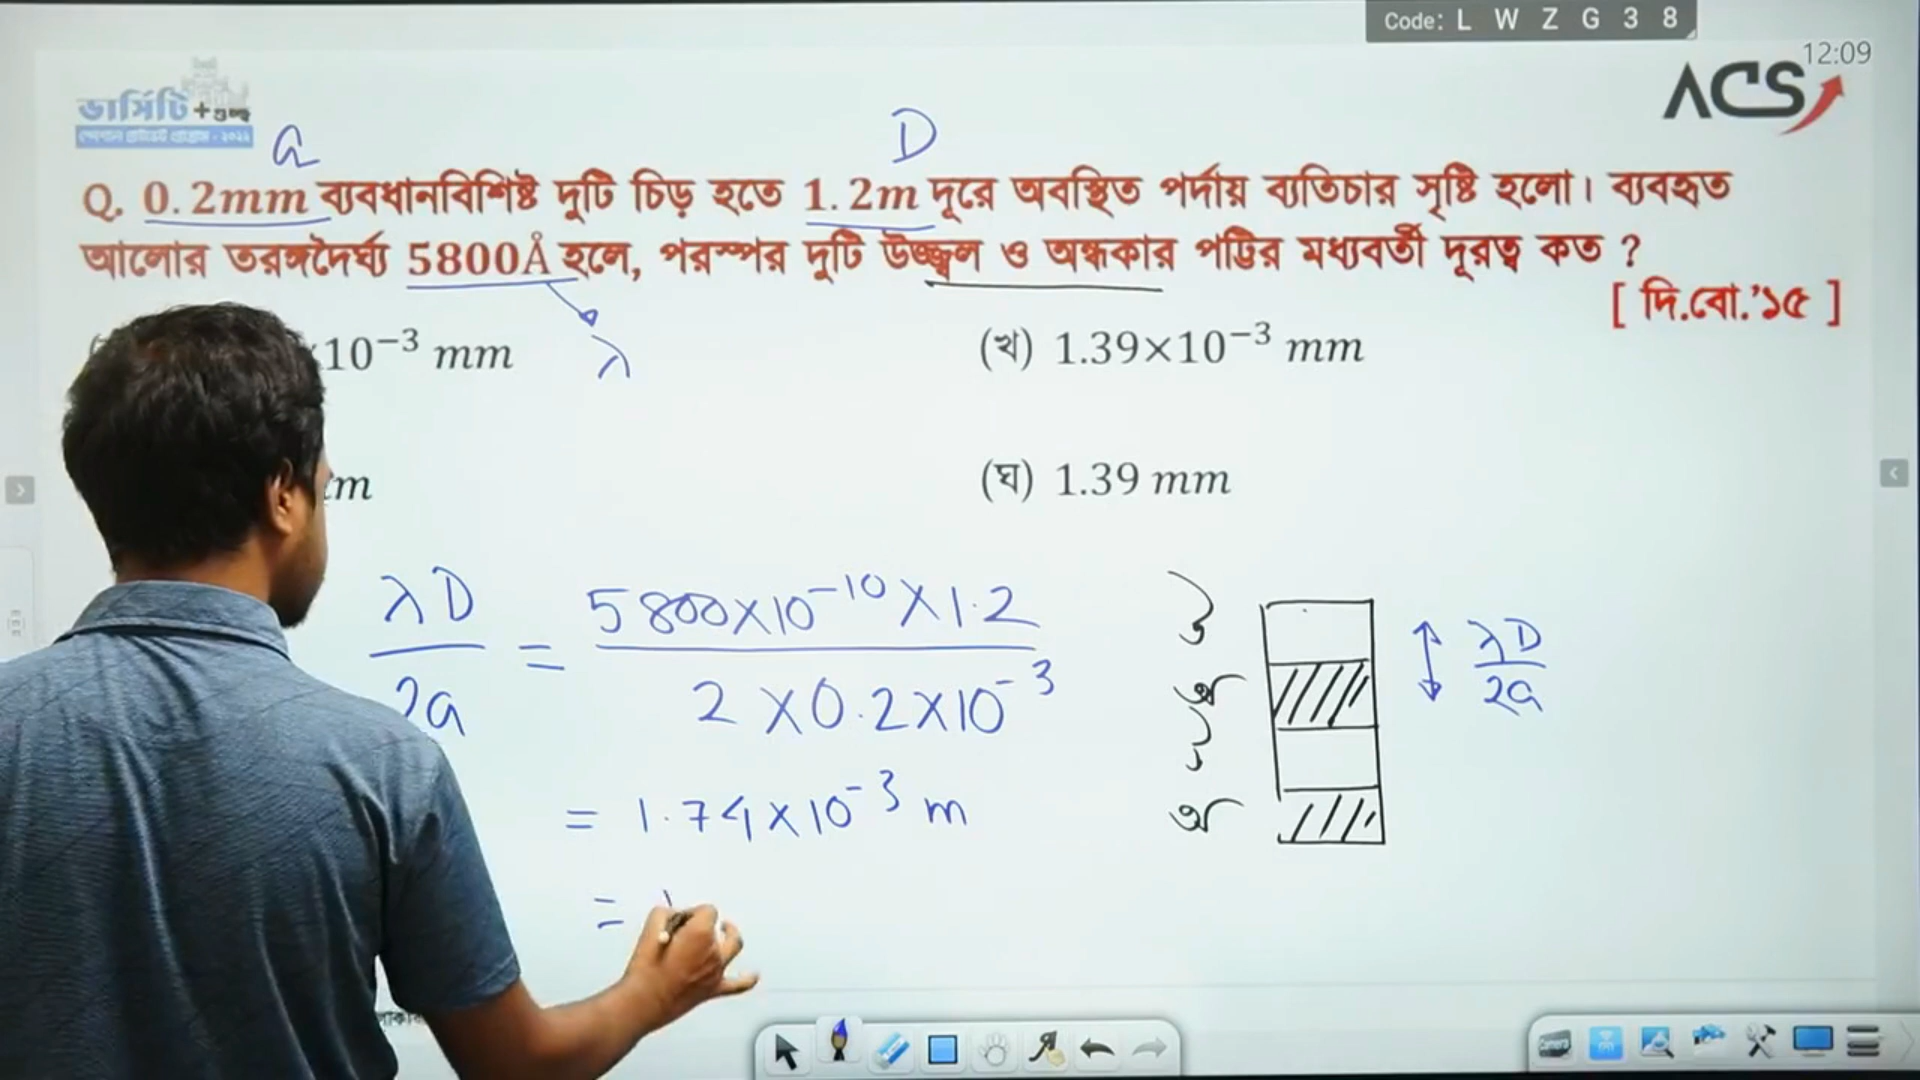 Code: L W Z G 3 8
12:09
ভার্সিটি +
ACS
a
D
Q. 0.2mm ব্যবধানবিশিষ্ট দুটি চিড় হতে 1.2m দূরে অবস্থিত পর্দায় ব্যতিচার সৃষ্টি হলো। ব্যবহৃত
আলোর তরঙ্গদৈর্ঘ্য 5800Å হলে, পরস্পর দুটি উজ্জ্বল ও অন্ধকার পট্টির মধ্যবর্তী দূরত্ব কত ?
[ দি.বো.'১৫ ]
×10⁻³ mm
λ
(খ) 1.39×10⁻³ mm
m
(ঘ) 1.39 mm
λD/2a = 5800×10⁻¹⁰×1.2 / 2×0.2×10⁻³
= 1.74×10⁻³ m
=
উ
অ
উ
অ
λD/2a
Camera